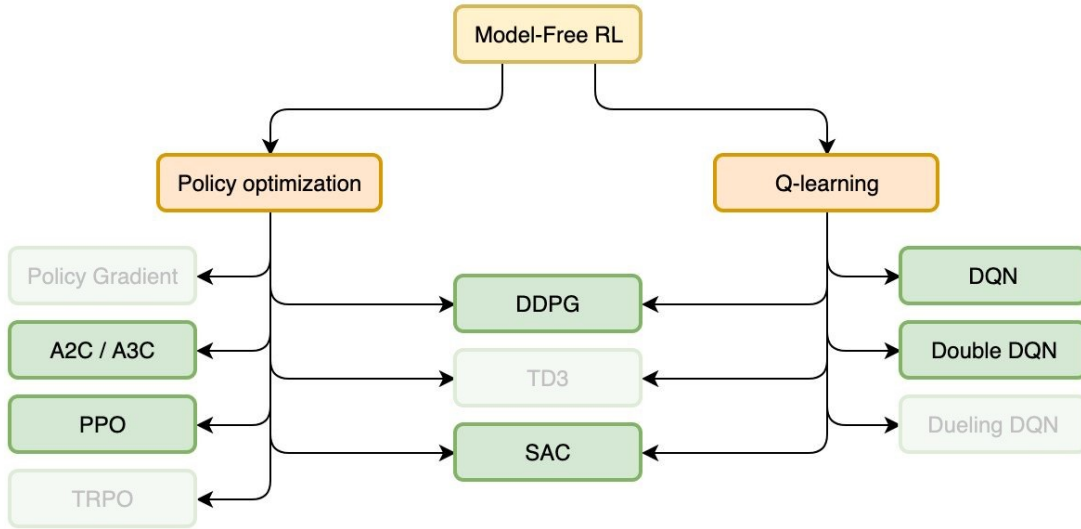 Model-Free RL
Policy optimization
Q-learning
Policy Gradient
DQN
DDPG
A2C / A3C
Double DQN
TD3
PPO
Dueling DQN
SAC
TRPO